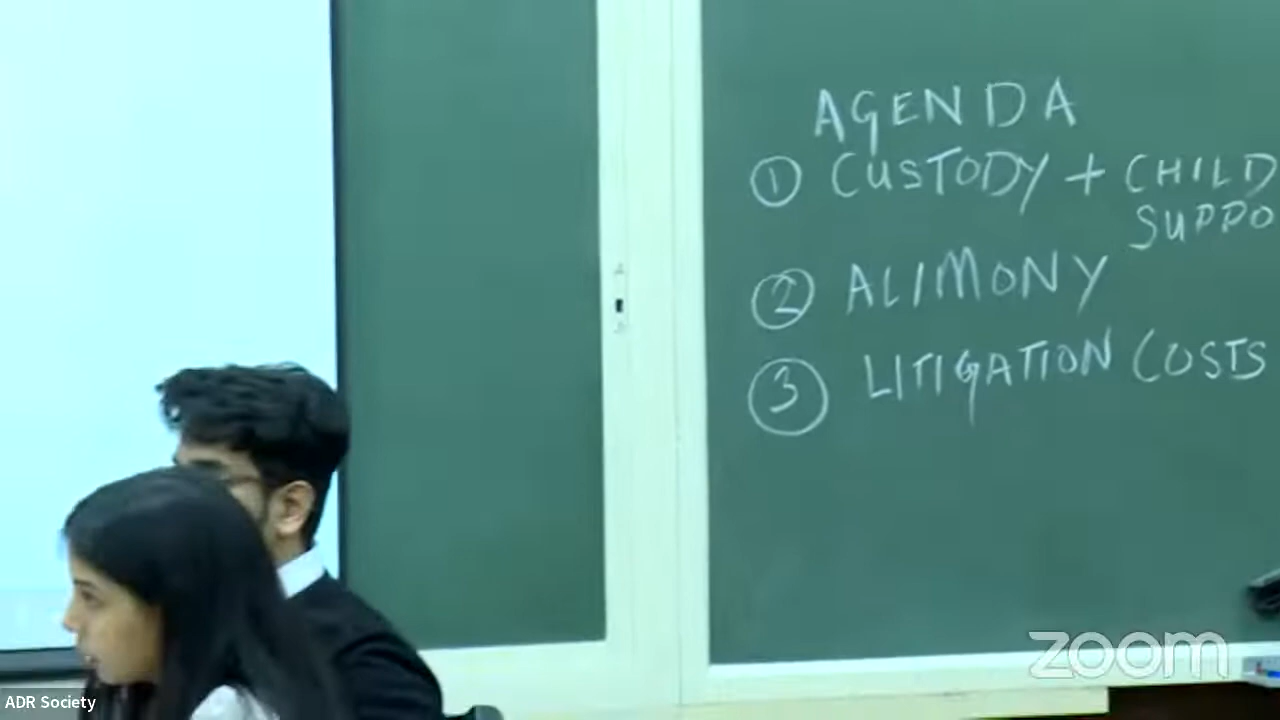 AGENDA
① CUSTODY + CHILD
SUPPO
② ALIMONY
③ LITIGATION COSTS
zoom
ADR Society